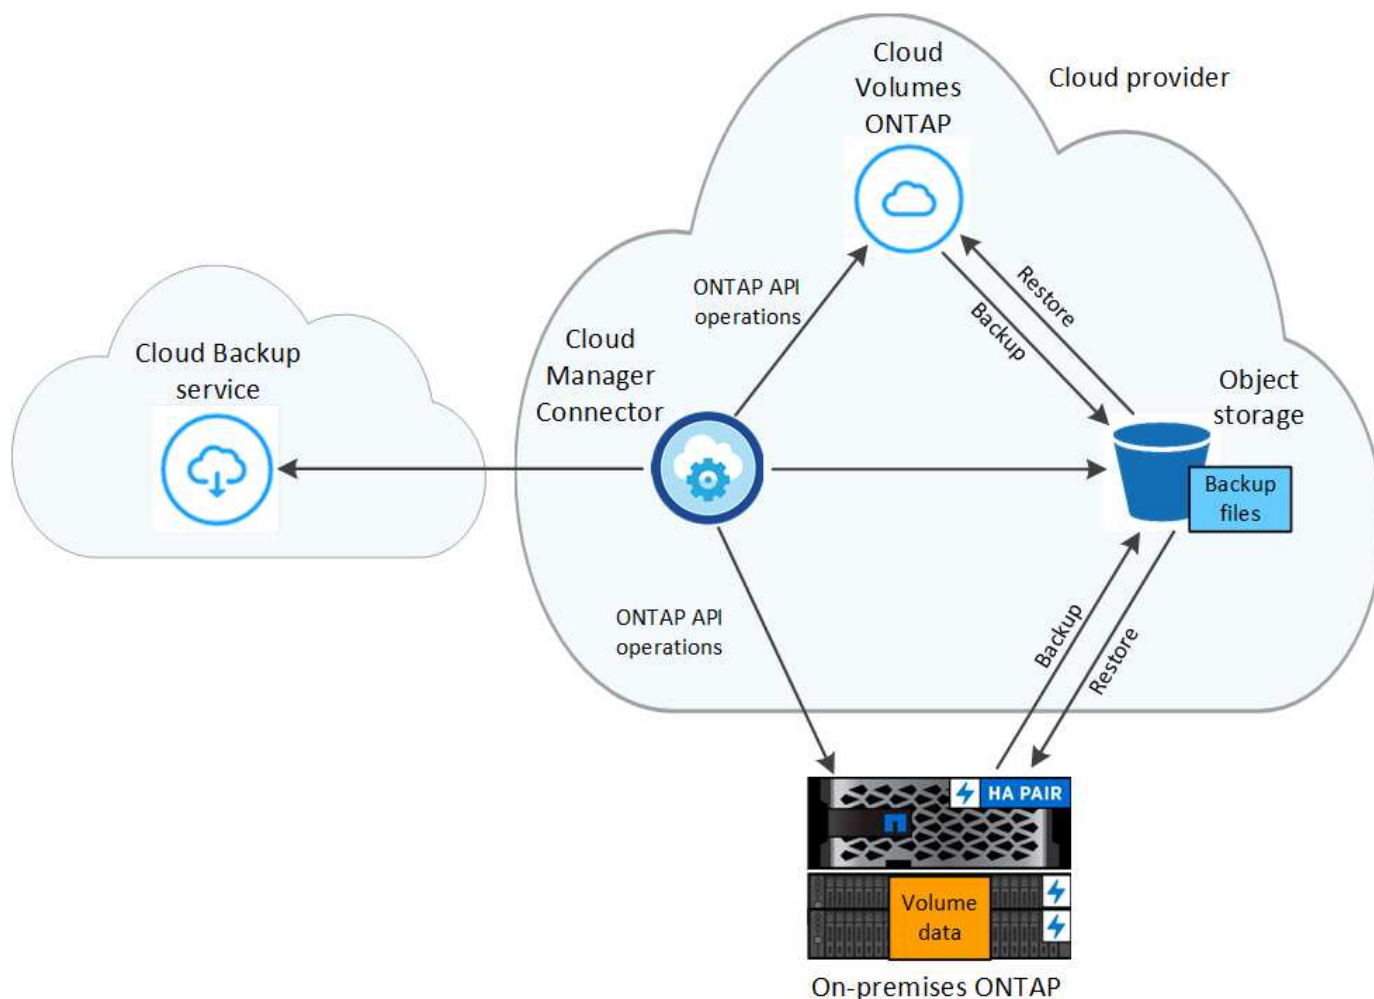 Cloud
Volumes
ONTAP
Cloud provider
ONTAP API
operations
Restore
Backup
Cloud
Manager
Connector
Cloud Backup
service
Object
storage
Backup
files
ONTAP API
operations
Backup
Restore
HA PAIR
Volume
data
On-premises ONTAP